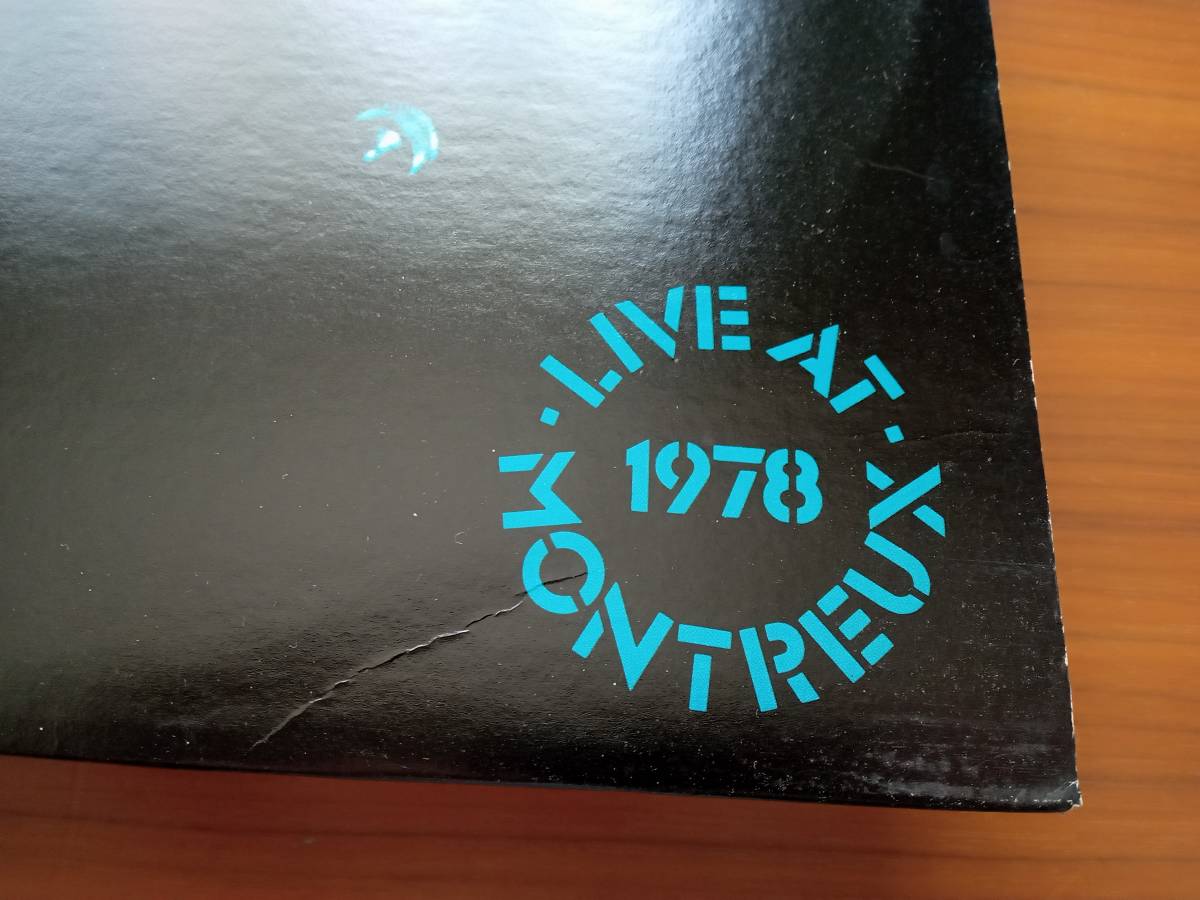 · LIVE AT ·
MONTREUX
1978